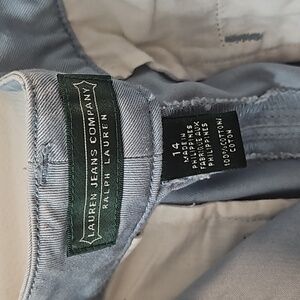 LAUREN JEANS COMPANY
RALPH LAUREN
14
MADE IN
PHILIPPINES
FABRIQUE AUX
PHILIPPINES
100%COTTON/
COTON